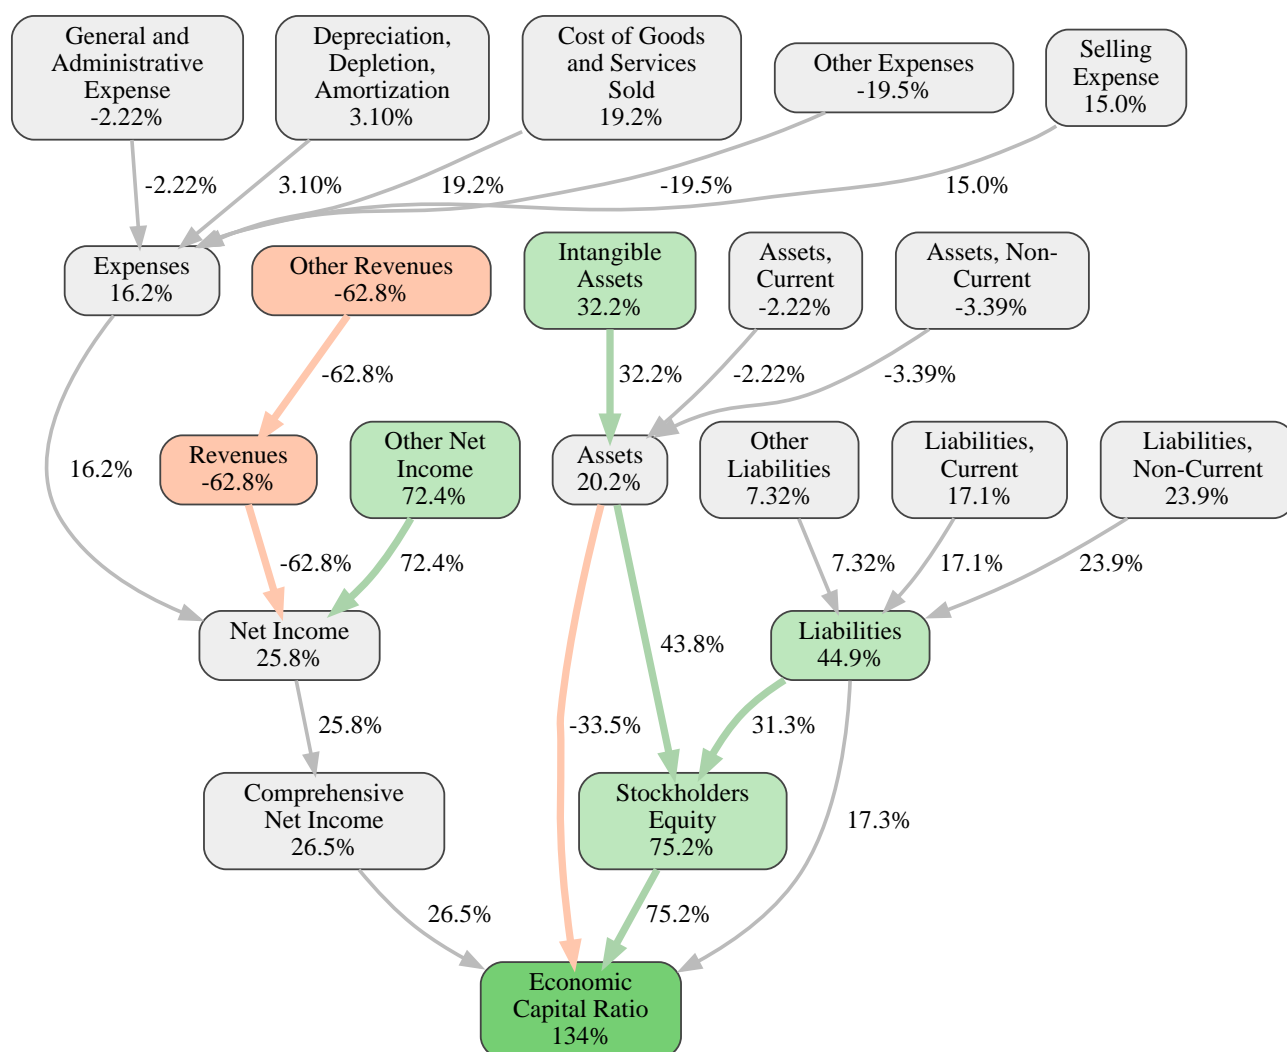 General and
Administrative
Expense
-2.22%
Depreciation,
Depletion,
Amortization
3.10%
Cost of Goods
and Services
Sold
19.2%
Other Expenses
-19.5%
Selling
Expense
15.0%
-2.22%
3.10%
19.2%
-19.5%
15.0%
Expenses
16.2%
Other Revenues
-62.8%
Intangible
Assets
32.2%
Assets,
Current
-2.22%
Assets, Non-
Current
-3.39%
-62.8%
32.2%
-2.22%
-3.39%
16.2%
Revenues
-62.8%
Other Net
Income
72.4%
Assets
20.2%
Other
Liabilities
7.32%
Liabilities,
Current
17.1%
Liabilities,
Non-Current
23.9%
-62.8%
72.4%
7.32%
17.1%
23.9%
Net Income
25.8%
43.8%
Liabilities
44.9%
25.8%
-33.5%
31.3%
Comprehensive
Net Income
26.5%
Stockholders
Equity
75.2%
17.3%
26.5%
75.2%
Economic
Capital Ratio
134%